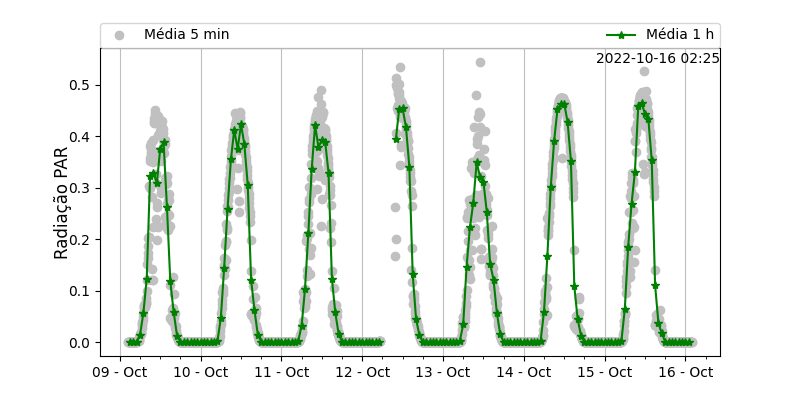 Média 5 min
Média 1 h
2022-10-16 02:25
Radiação PAR
0.5
0.4
0.3
0.2
0.1
0.0
09 - Oct
10 - Oct
11 - Oct
12 - Oct
13 - Oct
14 - Oct
15 - Oct
16 - Oct